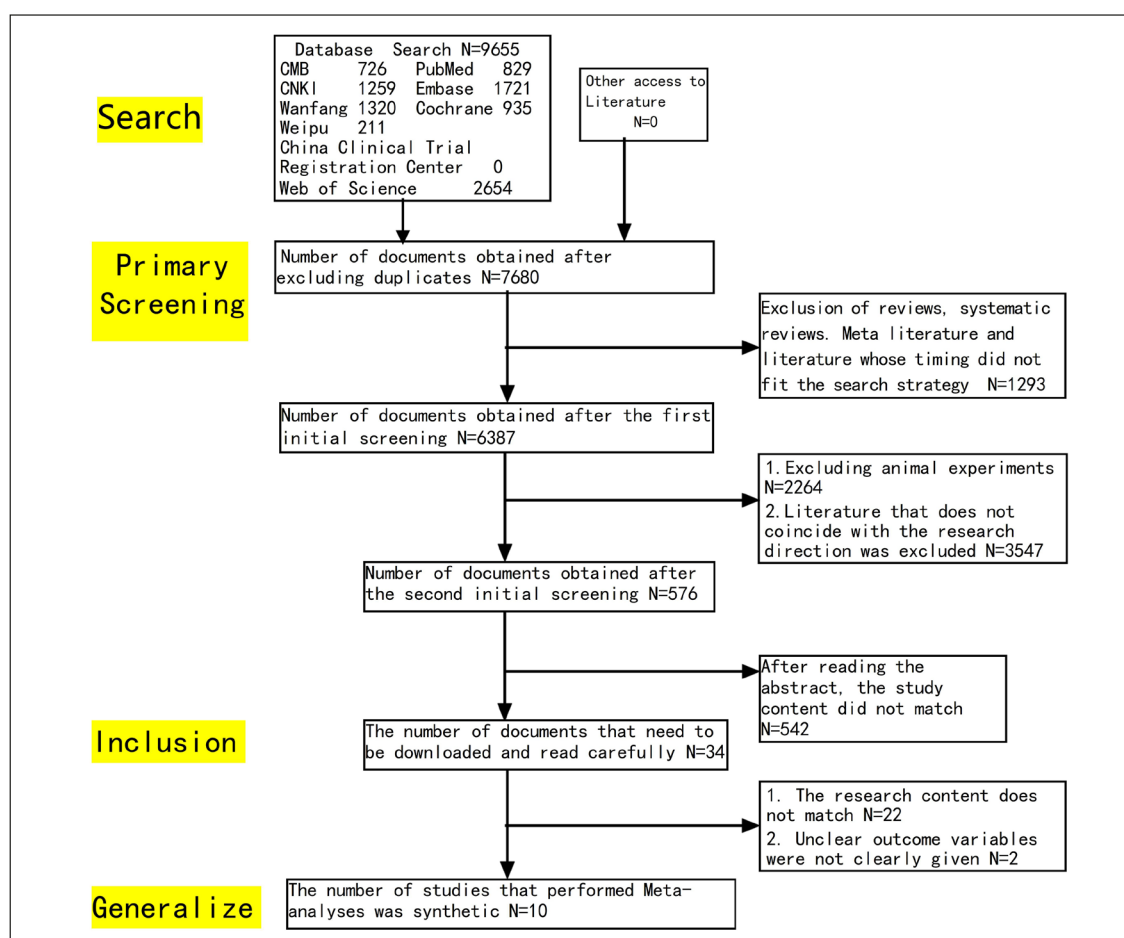 Search
Database Search N=9655
CMB 726 PubMed 829
CNKI 1259 Embase 1721
Wanfang 1320 Cochrane 935
Weipu 211
China Clinical Trial
Registration Center 0
Web of Science 2654
Other access to
Literature
N=0
Primary
Screening
Number of documents obtained after
excluding duplicates N=7680
Exclusion of reviews, systematic
reviews. Meta literature and
literature whose timing did not
fit the search strategy N=1293
Number of documents obtained after the first
initial screening N=6387
1.Excluding animal experiments
N=2264
2.Literature that does not
coincide with the research
direction was excluded N=3547
Number of documents obtained after
the second initial screening N=576
After reading the
abstract, the study
content did not match
N=542
Inclusion
The number of documents that need to
be downloaded and read carefully N=34
1. The research content does
not match N=22
2. Unclear outcome variables
were not clearly given N=2
Generalize
The number of studies that performed Meta-
analyses was synthetic N=10